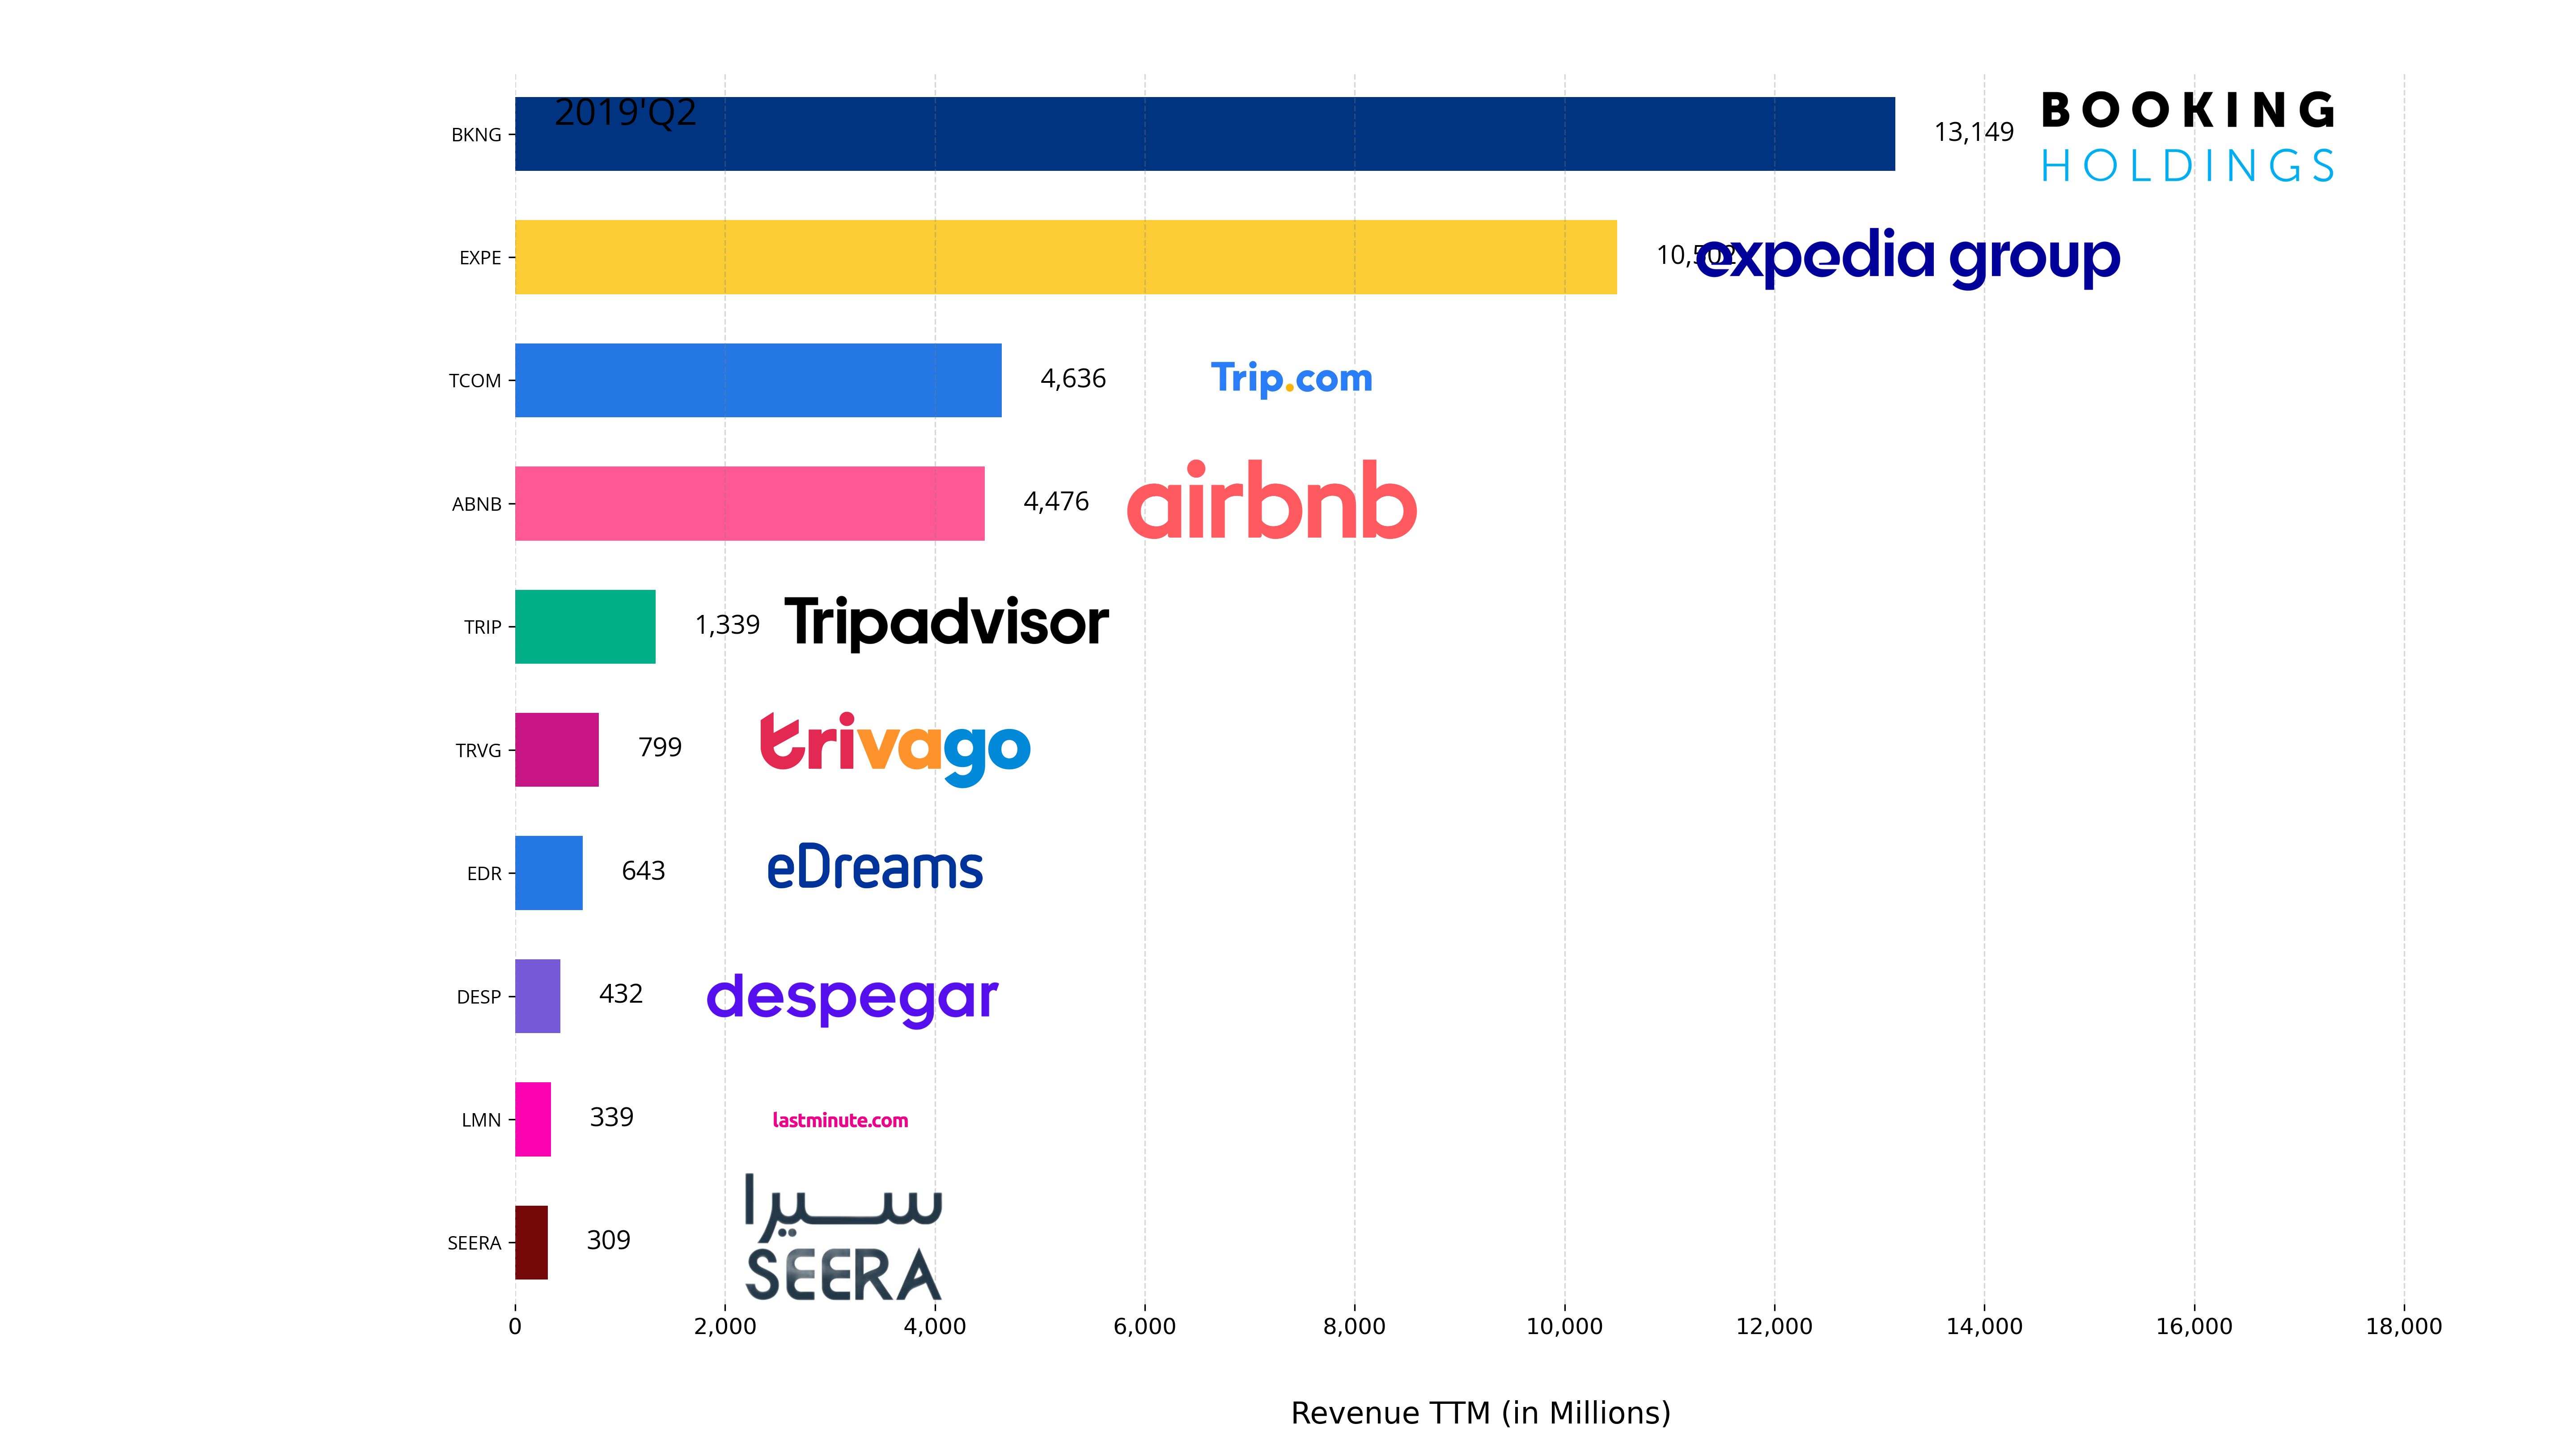 2019'Q2
BKNG 13,149 BOOKING
HOLDINGS
EXPE 10,502 expedia group
TCOM 4,636 Trip.com
ABNB 4,476 airbnb
TRIP 1,339 Tripadvisor
TRVG 799 trivago
EDR 643 eDreams
DESP 432 despegar
LMN 339 lastminute.com
سيرا
SEERA 309 SEERA
0 2,000 4,000 6,000 8,000 10,000 12,000 14,000 16,000 18,000
Revenue TTM (in Millions)